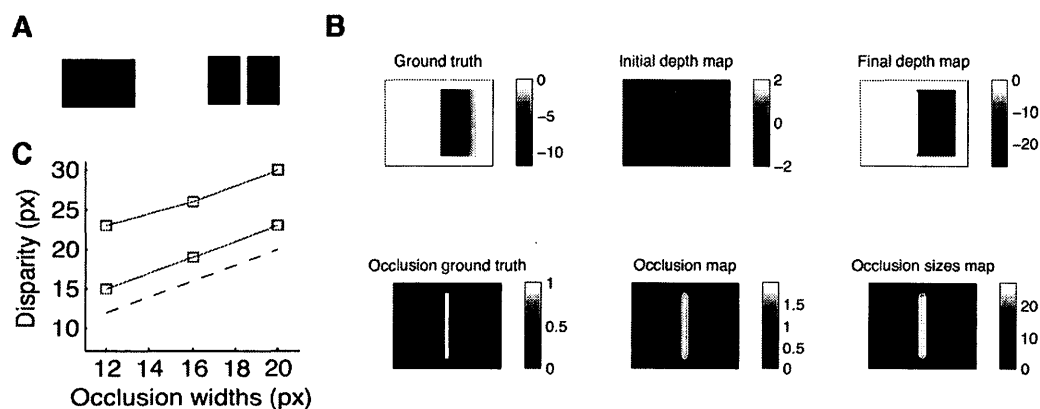 A
B
Ground truth
0
−5
−10
Initial depth map
2
0
−2
Final depth map
0
−10
−20
C
30
25
20
15
10
Disparity (px)
12 14 16 18 20
Occlusion widths (px)
Occlusion ground truth
1
0.5
0
Occlusion map
1.5
1
0.5
0
Occlusion sizes map
20
10
0